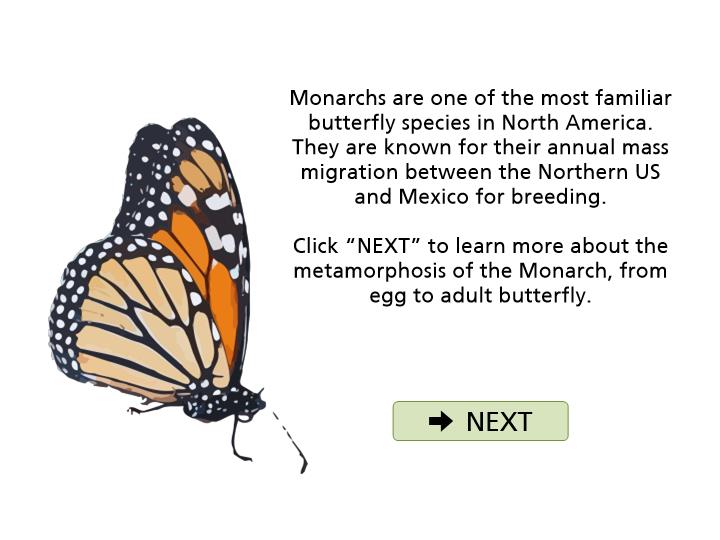 Monarchs are one of the most familiar
butterfly species in North America.
They are known for their annual mass
migration between the Northern US
and Mexico for breeding.
Click “NEXT” to learn more about the
metamorphosis of the Monarch, from
egg to adult butterfly.
NEXT